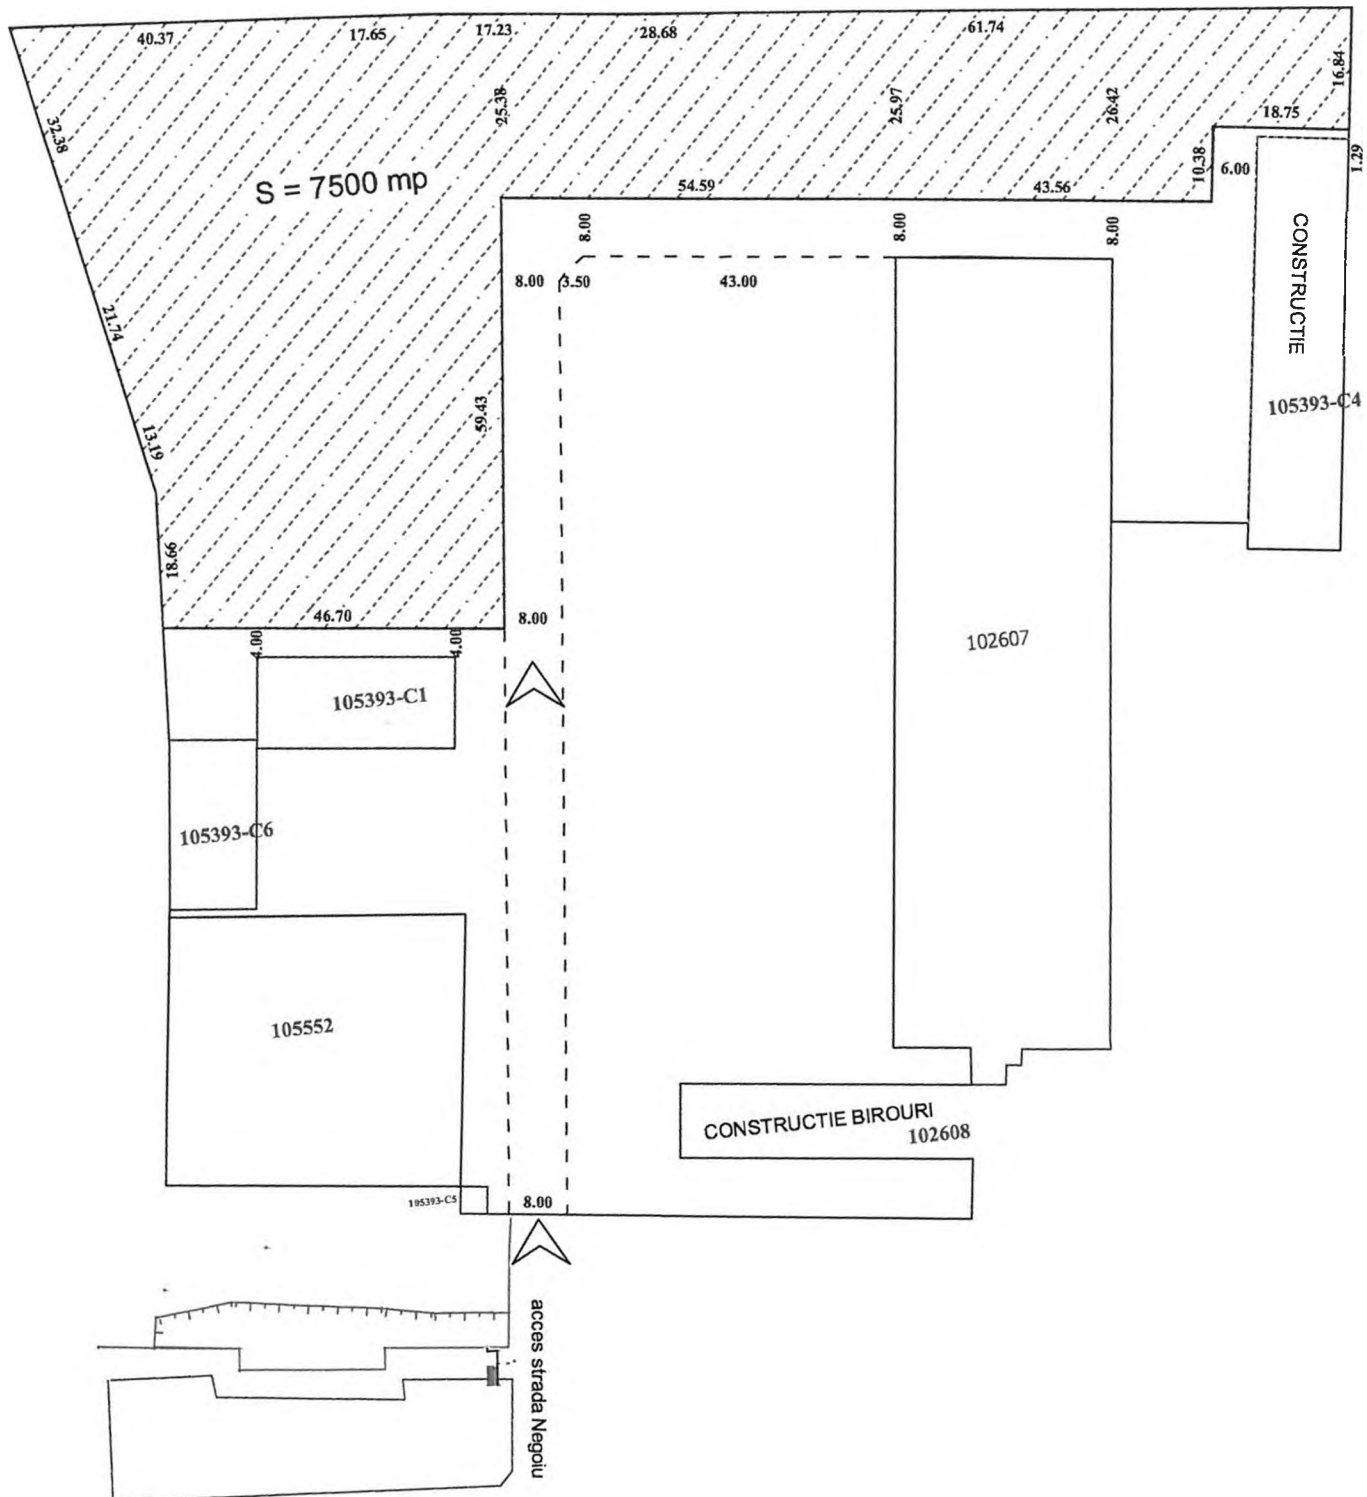 40.37 17.65 17.23 28.68 61.74
16.84
32.38
25.38
25.97
26.42
18.75
S = 7500 mp
10.38
6.00
1.29
54.59 43.56
8.00
8.00
8.00
CONSTRUCTIE
105393-C4
8.00 3.50 43.00
21.74
13.19
59.43
18.66
46.70
8.00
4.00
4.00
102607
105393-C1
105393-C6
105552
CONSTRUCTIE BIROURI
102608
105393-C5
8.00
acces strada Negoiu